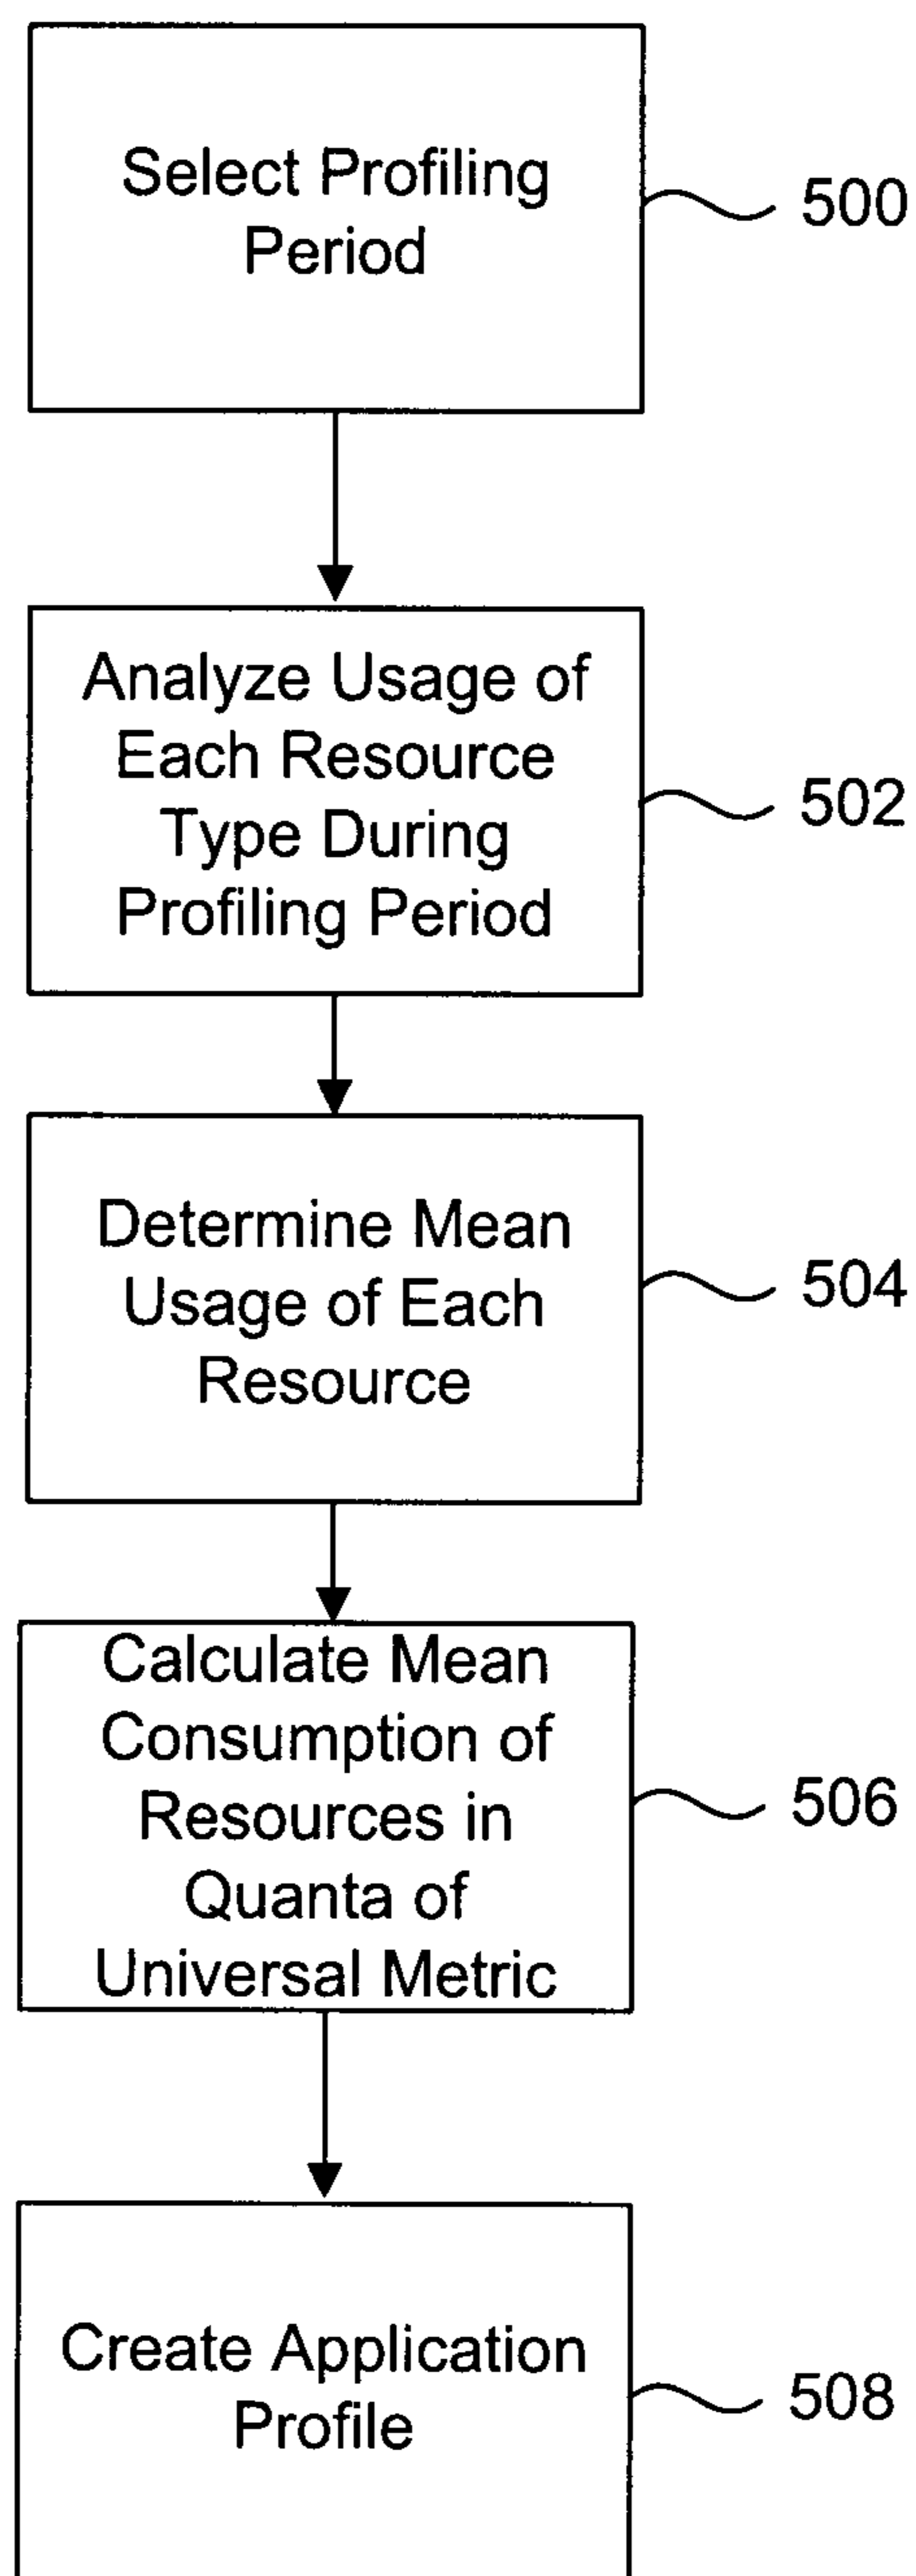 Select Profiling
Period
500
Analyze Usage of
Each Resource
Type During
Profiling Period
502
Determine Mean
Usage of Each
Resource
504
Calculate Mean
Consumption of
Resources in
Quanta of
Universal Metric
506
Create Application
Profile
508